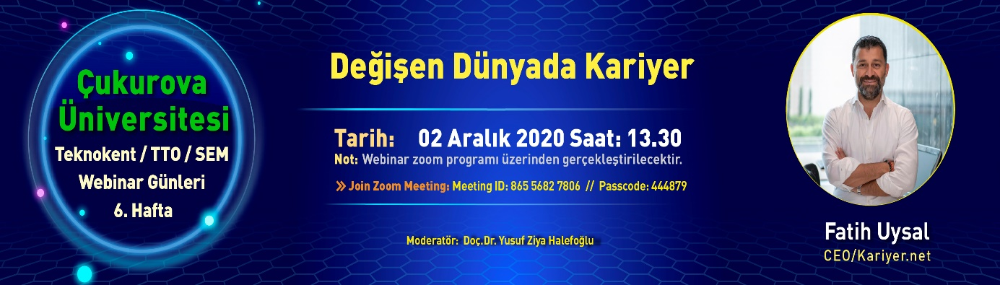 Çukurova
Üniversitesi
Teknokent / TTO / SEM
Webinar Günleri
6. Hafta
Değişen Dünyada Kariyer
Tarih: 02 Aralık 2020 Saat: 13.30
Not: Webinar zoom programı üzerinden gerçekleştirilecektir.
Join Zoom Meeting: Meeting ID: 865 5682 7806 // Passcode: 444879
Moderatör: Doç.Dr. Yusuf Ziya Halefoğlu
Fatih Uysal
CEO/Kariyer.net